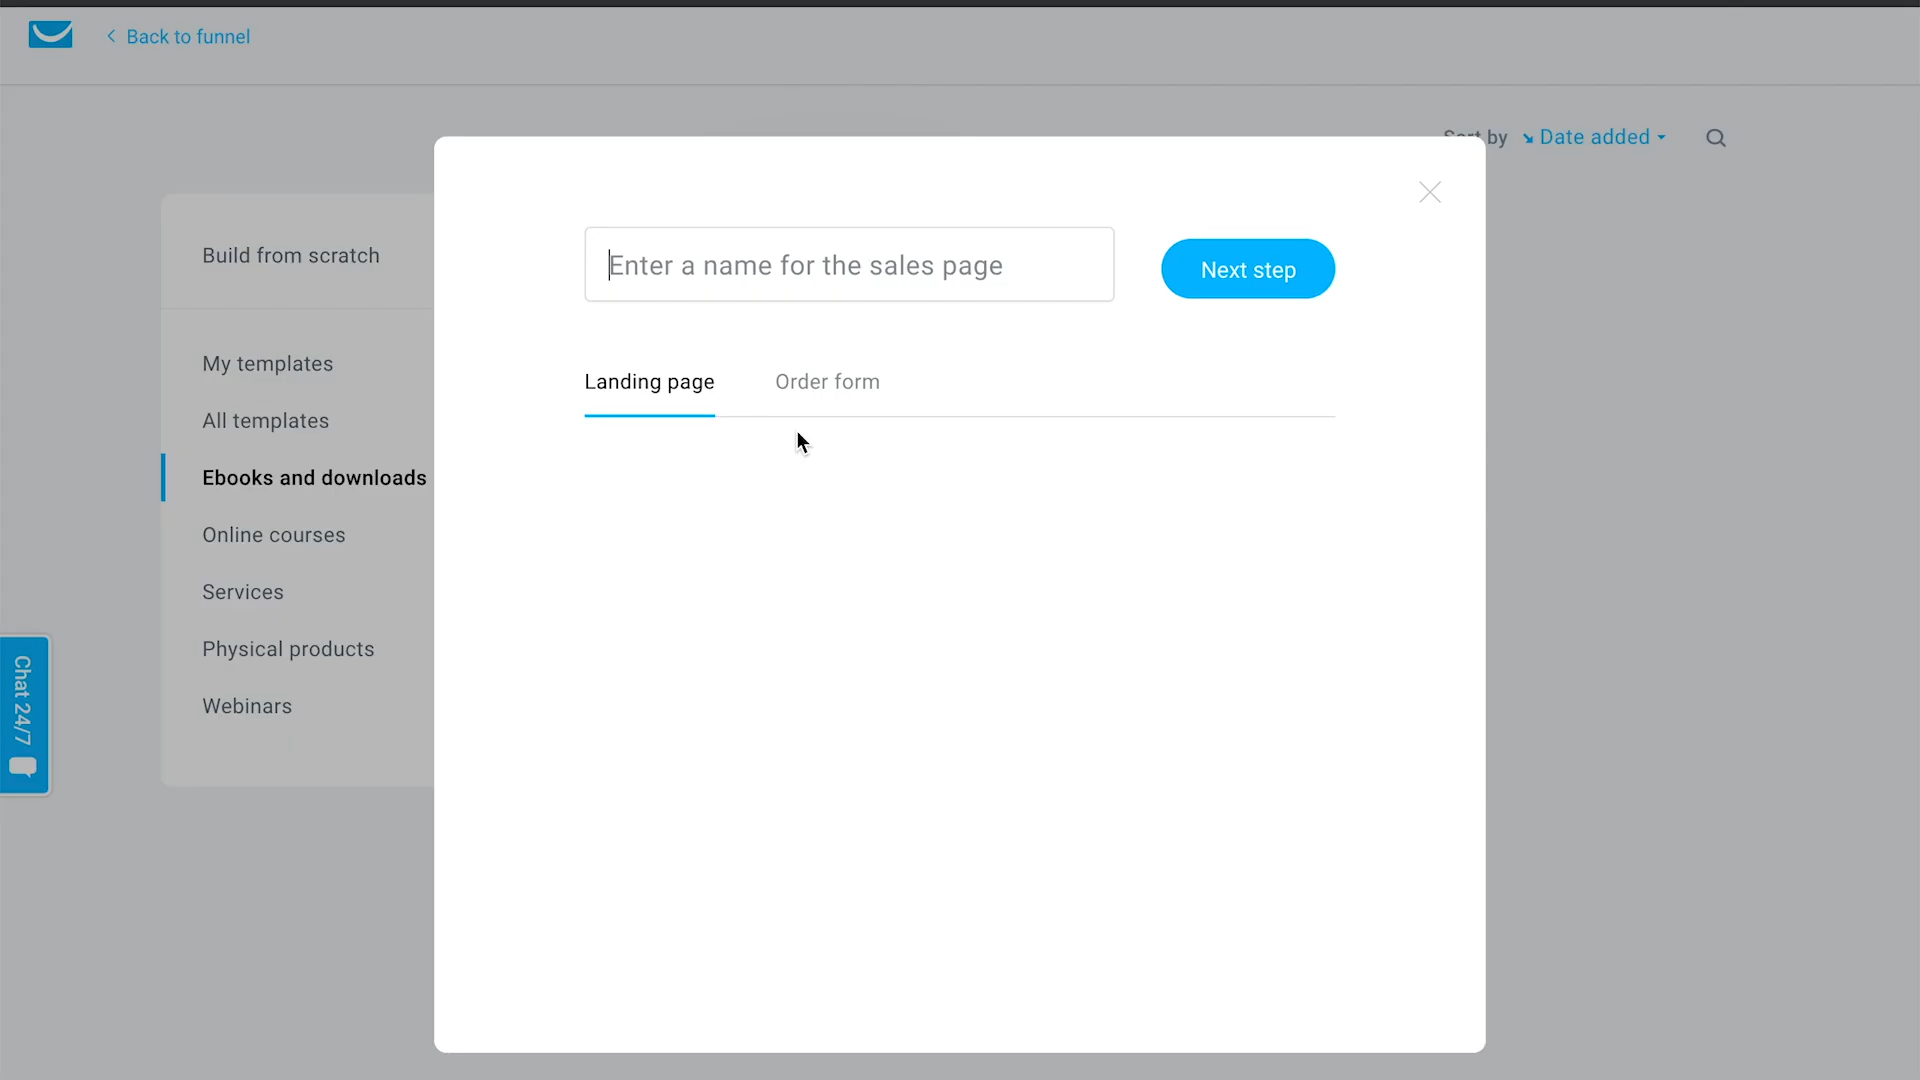 Back to funnel
Sort by Date added
Enter a name for the sales page
Next step
Landing page
Order form
Build from scratch
My templates
All templates
Ebooks and downloads
Online courses
Services
Physical products
Webinars
Chat 24/7